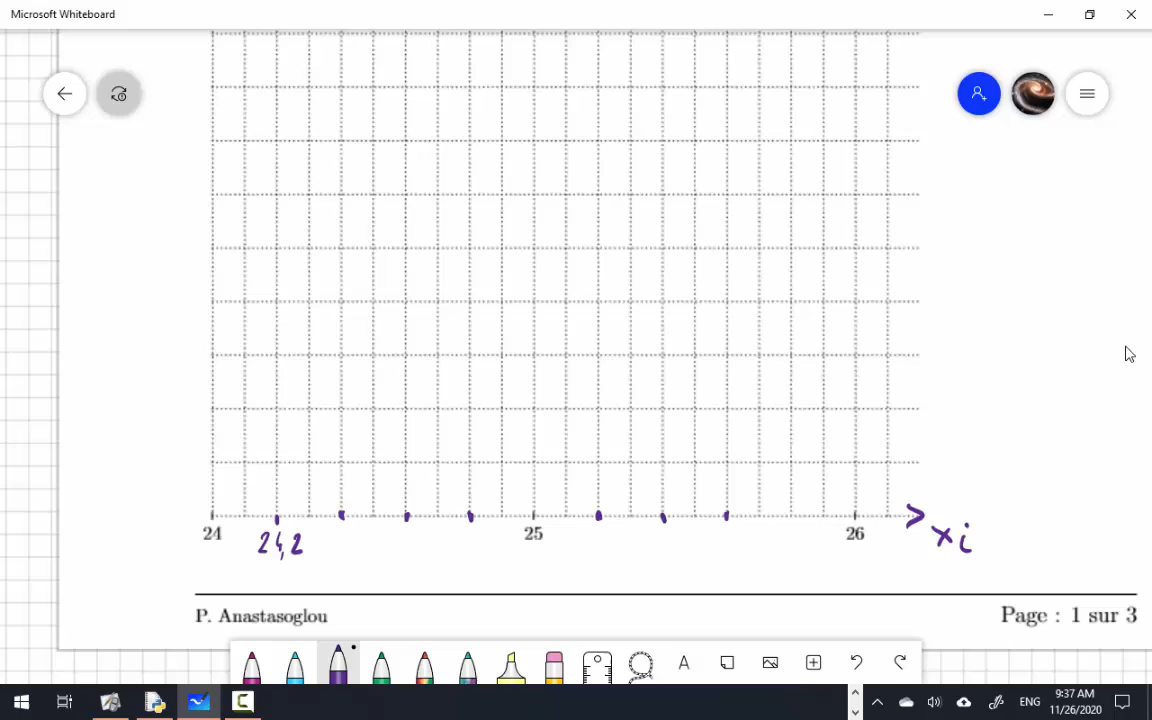 Microsoft Whiteboard
24 25 26
24,2
xi
P. Anastasoglou Page : 1 sur 3
A
ENG
9:37 AM
11/26/2020